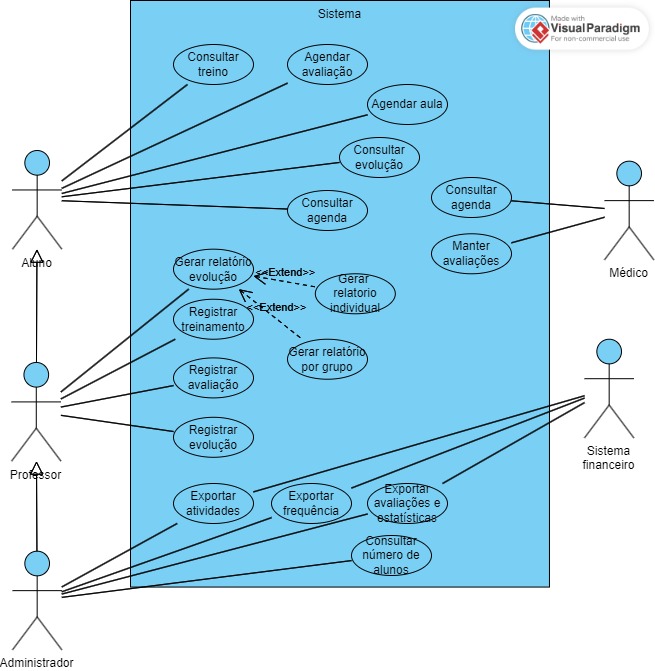 Sistema
Made with
VisualParadigm
For non-commercial use
Consultar
treino
Agendar
avaliação
Agendar aula
Consultar
evolução
Consultar
agenda
Aluno
Consultar
agenda
Manter
avaliações
Médico
Gerar relatório
evolução
<<Extend>>
Gerar
relatorio
individual
<<Extend>>
Registrar
treinamento
Gerar relatório
por grupo
Registrar
avaliação
Registrar
evolução
Professor
Sistema
financeiro
Exportar
atividades
Exportar
frequência
Exportar
avaliações e
estatísticas
Consultar
número de
alunos
Administrador